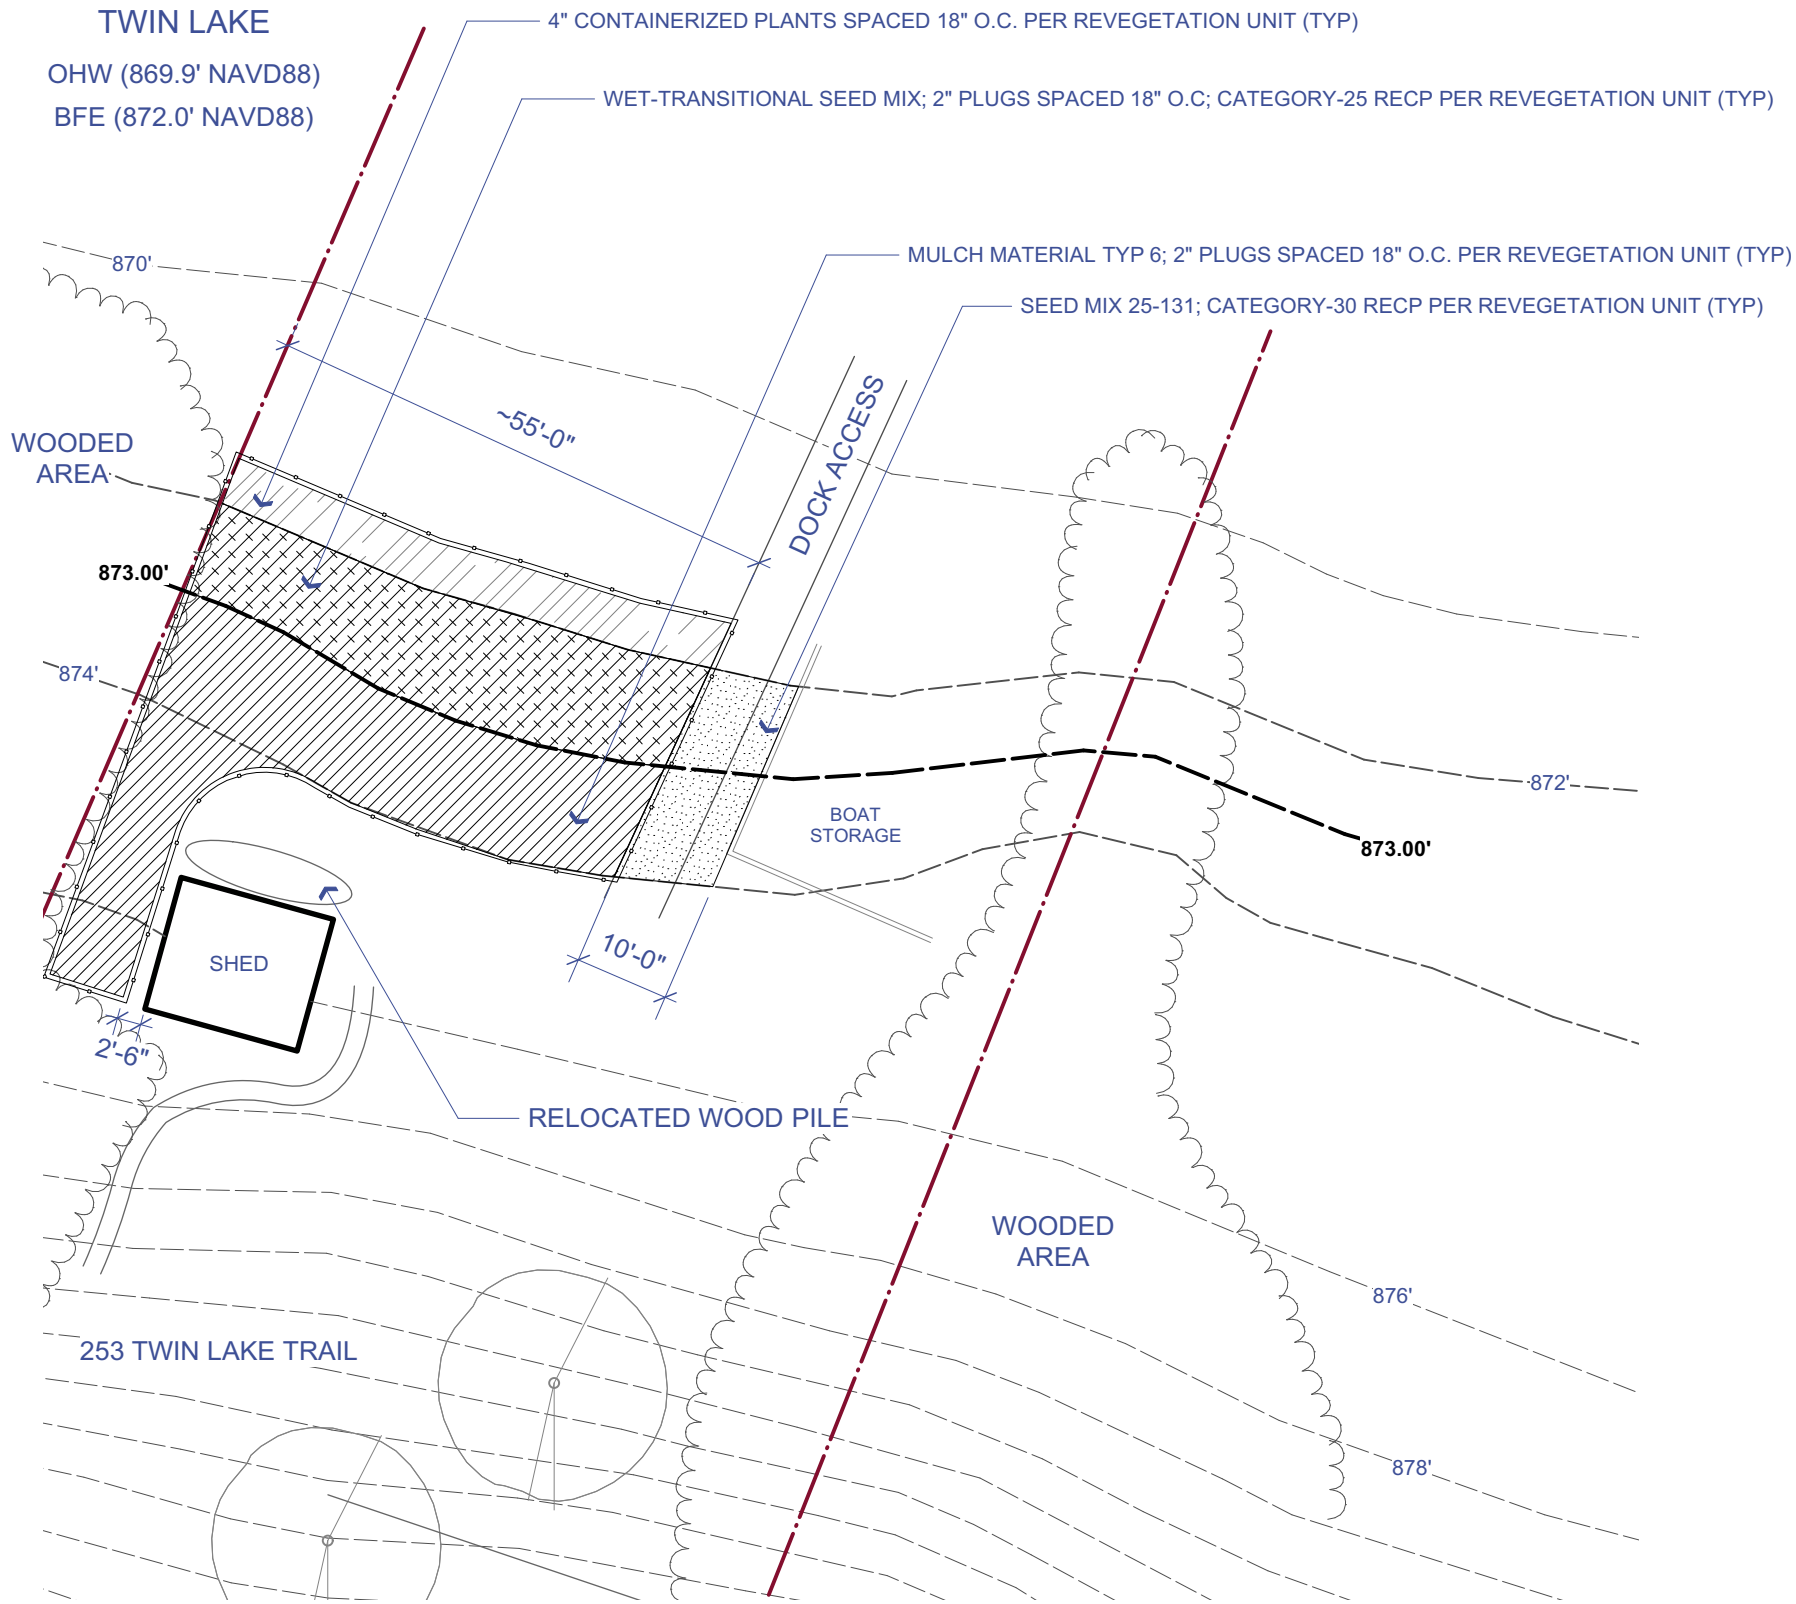 TWIN LAKE
OHW (869.9' NAVD88)
BFE (872.0' NAVD88)
4" CONTAINERIZED PLANTS SPACED 18" O.C. PER REVEGETATION UNIT (TYP)
WET-TRANSITIONAL SEED MIX; 2" PLUGS SPACED 18" O.C; CATEGORY-25 RECP PER REVEGETATION UNIT (TYP)
MULCH MATERIAL TYP 6; 2" PLUGS SPACED 18" O.C. PER REVEGETATION UNIT (TYP)
SEED MIX 25-131; CATEGORY-30 RECP PER REVEGETATION UNIT (TYP)
870'
~55'-0"
DOCK ACCESS
WOODED
AREA
873.00'
874'
872'
BOAT
STORAGE
873.00'
SHED
10'-0"
2'-6"
RELOCATED WOOD PILE
WOODED
AREA
876'
253 TWIN LAKE TRAIL
878'